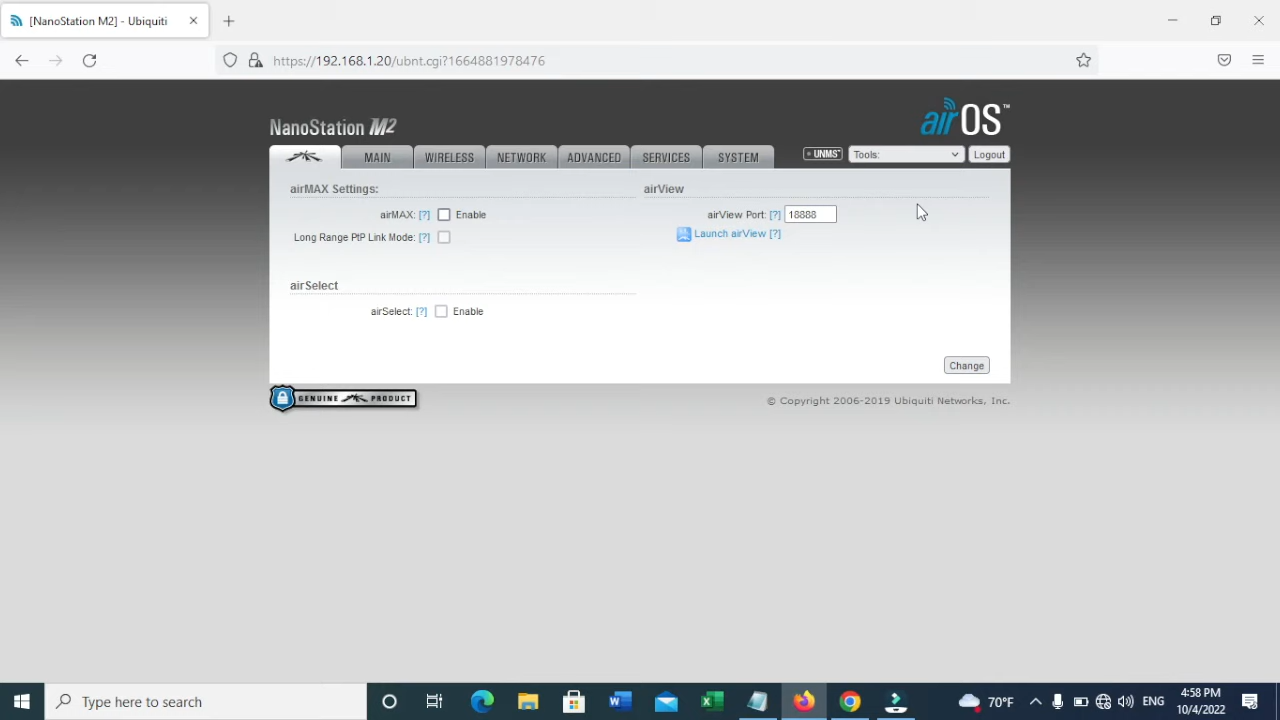 [NanoStation M2] - Ubiquiti
https://192.168.1.20/ubnt.cgi?1664881978476
NanoStation M2
airOS™
MAIN
WIRELESS
NETWORK
ADVANCED
SERVICES
SYSTEM
UNMS™
Tools:
Logout
airMAX Settings:
airMAX: [?] Enable
Long Range PtP Link Mode: [?]
airSelect
airSelect: [?] Enable
airView
airView Port: [?] 18888
Launch airView [?]
Change
GENUINE PRODUCT
© Copyright 2006-2019 Ubiquiti Networks, Inc.
Type here to search
70°F
ENG
4:58 PM
10/4/2022